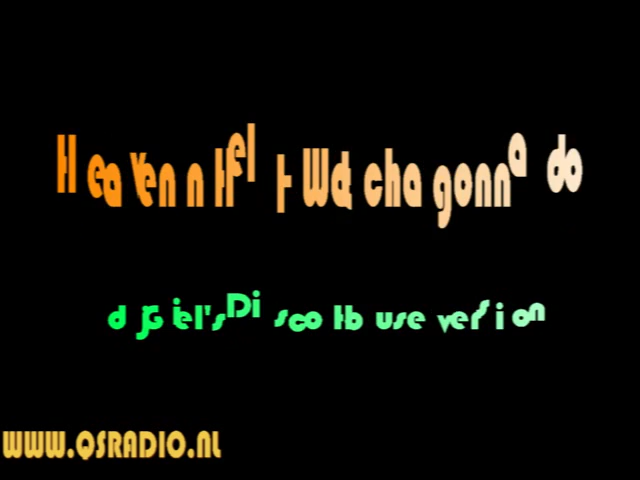 Heaven n Hell - Watcha gonna do
dj Giel's Disco House version
WWW.QSRADIO.NL